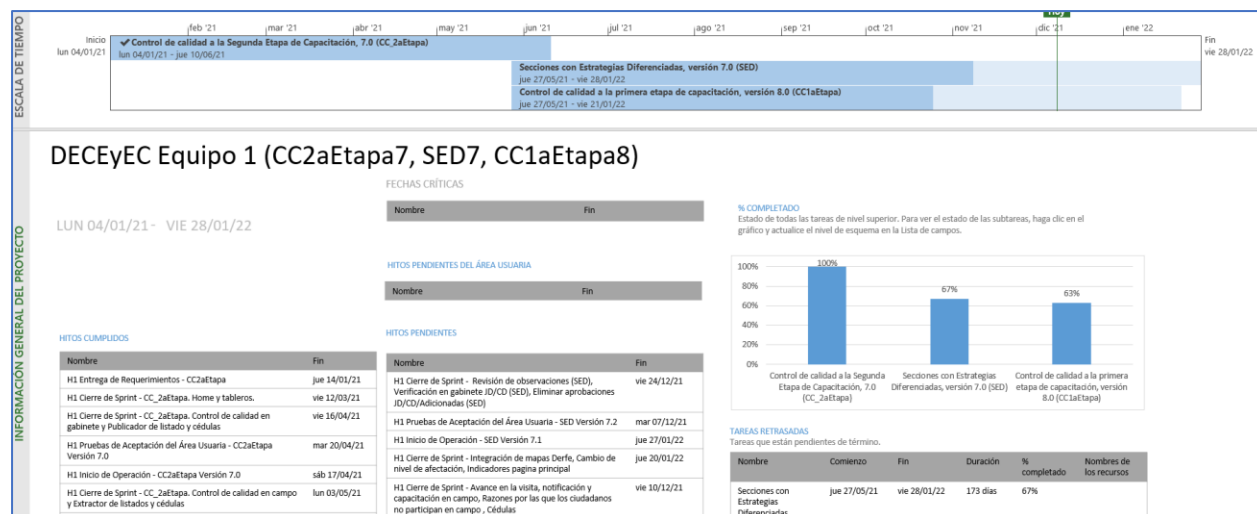 Hoy
feb '21 mar '21 abr '21 may '21 jun '21 jul '21 ago '21 sep '21 oct '21 nov '21 dic '21 ene '22
ESCALA DE TIEMPO
Inicio
lun 04/01/21
Control de calidad a la Segunda Etapa de Capacitación, 7.0 (CC_2aEtapa)
lun 04/01/21 - jue 10/06/21
Fin
vie 28/01/22
Secciones con Estrategias Diferenciadas, versión 7.0 (SED)
jue 27/05/21 - vie 28/01/22
Control de calidad a la primera etapa de capacitación, versión 8.0 (CC1aEtapa)
jue 27/05/21 - vie 21/01/22
INFORMACIÓN GENERAL DEL PROYECTO
DECEyEC Equipo 1 (CC2aEtapa7, SED7, CC1aEtapa8)
LUN 04/01/21 - VIE 28/01/22
HITOS CUMPLIDOS
Nombre Fin
H1 Entrega de Requerimientos - CC2aEtapa jue 14/01/21
H1 Cierre de Sprint - CC_2aEtapa. Home y tableros. vie 12/03/21
H1 Cierre de Sprint - CC_2aEtapa. Control de calidad en vie 16/04/21
gabinete y Publicador de listado y cédulas
H1 Pruebas de Aceptación del Área Usuaria - CC2aEtapa mar 20/04/21
Versión 7.0
H1 Inicio de Operación - CC2aEtapa Versión 7.0 sáb 17/04/21
H1 Cierre de Sprint - CC_2aEtapa. Control de calidad en campo lun 03/05/21
y Extractor de listados y cédulas
FECHAS CRÍTICAS
Nombre Fin
HITOS PENDIENTES DEL ÁREA USUARIA
Nombre Fin
HITOS PENDIENTES
Nombre Fin
H1 Cierre de Sprint - Revisión de observaciones (SED), vie 24/12/21
Verificación en gabinete JD/CD (SED), Eliminar aprobaciones
JD/CD/Adicionadas (SED)
H1 Pruebas de Aceptación del Área Usuaria - SED Versión 7.2 mar 07/12/21
H1 Inicio de Operación - SED Versión 7.1 jue 27/01/22
H1 Cierre de Sprint - Integración de mapas Derfe, Cambio de jue 20/01/22
nivel de afectación, Indicadores pagina principal
H1 Cierre de Sprint - Avance en la visita, notificación y vie 10/12/21
capacitación en campo, Razones por las que los ciudadanos
no participan en campo , Cédulas
% COMPLETADO
Estado de todas las tareas de nivel superior. Para ver el estado de las subtareas, haga clic en el
gráfico y actualice el nivel de esquema en la Lista de campos.
100%
80%
60%
40%
20%
0%
100%
67%
63%
Control de calidad a la Segunda
Etapa de Capacitación, 7.0
(CC_2aEtapa)
Secciones con Estrategias
Diferenciadas, versión 7.0 (SED)
Control de calidad a la primera
etapa de capacitación, versión
8.0 (CC1aEtapa)
TAREAS RETRASADAS
Tareas que están pendientes de término.
Nombre Comienzo Fin Duración % completado Nombres de los recursos
Secciones con jue 27/05/21 vie 28/01/22 173 días 67%
Estrategias
Diferenciadas,